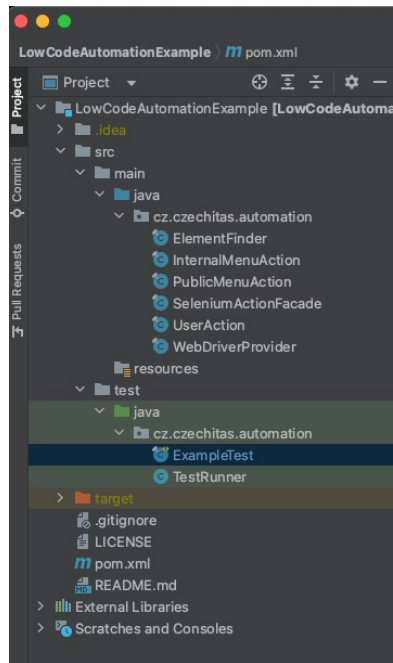 LowCodeAutomationExample pom.xml
Project
Project
Commit
Pull Requests
LowCodeAutomationExample [LowCodeAutoma
.idea
src
main
java
cz.czechitas.automation
ElementFinder
InternalMenuAction
PublicMenuAction
SeleniumActionFacade
UserAction
WebDriverProvider
resources
test
java
cz.czechitas.automation
ExampleTest
TestRunner
target
.gitignore
LICENSE
pom.xml
README.md
External Libraries
Scratches and Consoles